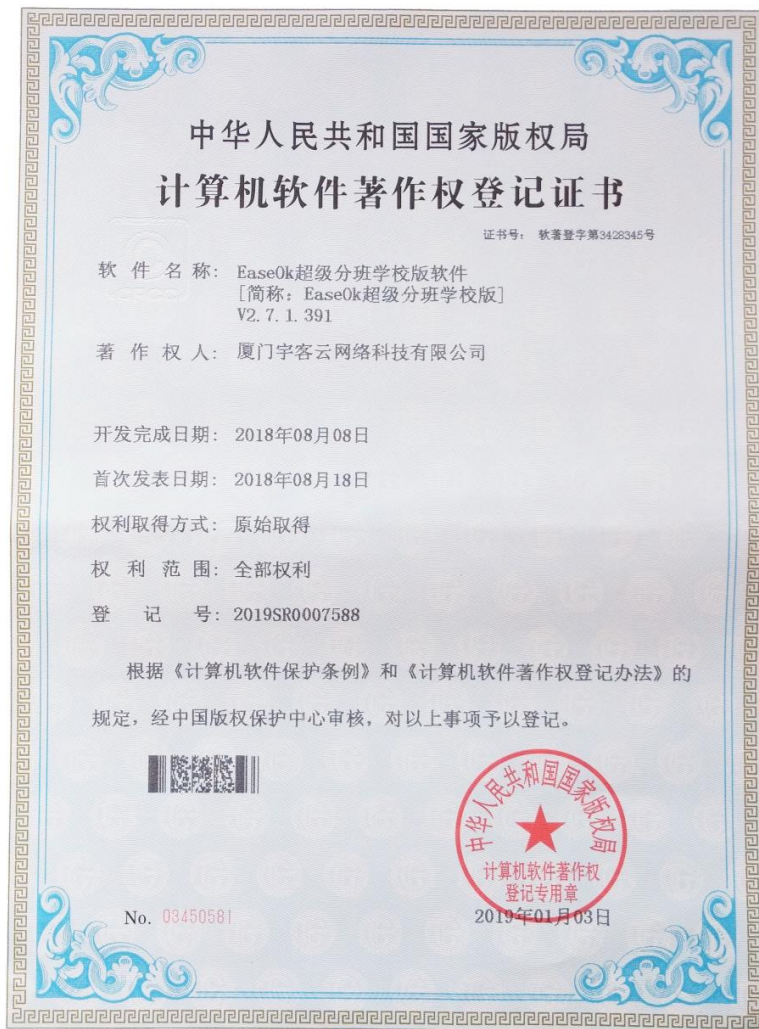 中华人民共和国国家版权局
计算机软件著作权登记证书
证书号： 软著登字第3428345号
软件名称： EaseOk超级分班学校版软件
[简称：EaseOk超级分班学校版]
V2.7.1.391
著作权人： 厦门宇客云网络科技有限公司
开发完成日期： 2018年08月08日
首次发表日期： 2018年08月18日
权利取得方式： 原始取得
权利范围： 全部权利
登记号： 2019SR0007588
根据《计算机软件保护条例》和《计算机软件著作权登记办法》的
规定，经中国版权保护中心审核，对以上事项予以登记。
中华人民共和国国家版权局
计算机软件著作权
登记专用章
No. 03450581
2019年01月03日